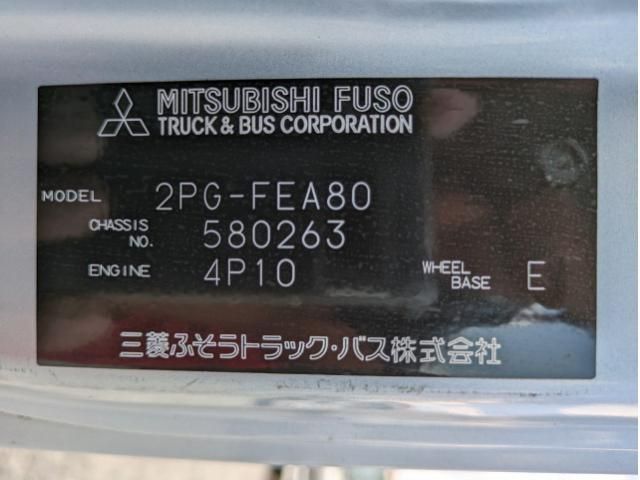 MITSUBISHI FUSO
TRUCK & BUS CORPORATION
MODEL 2PG-FEA80
CHASSIS NO. 580263
ENGINE 4P10 WHEEL BASE E
三菱ふそうトラック・バス株式会社